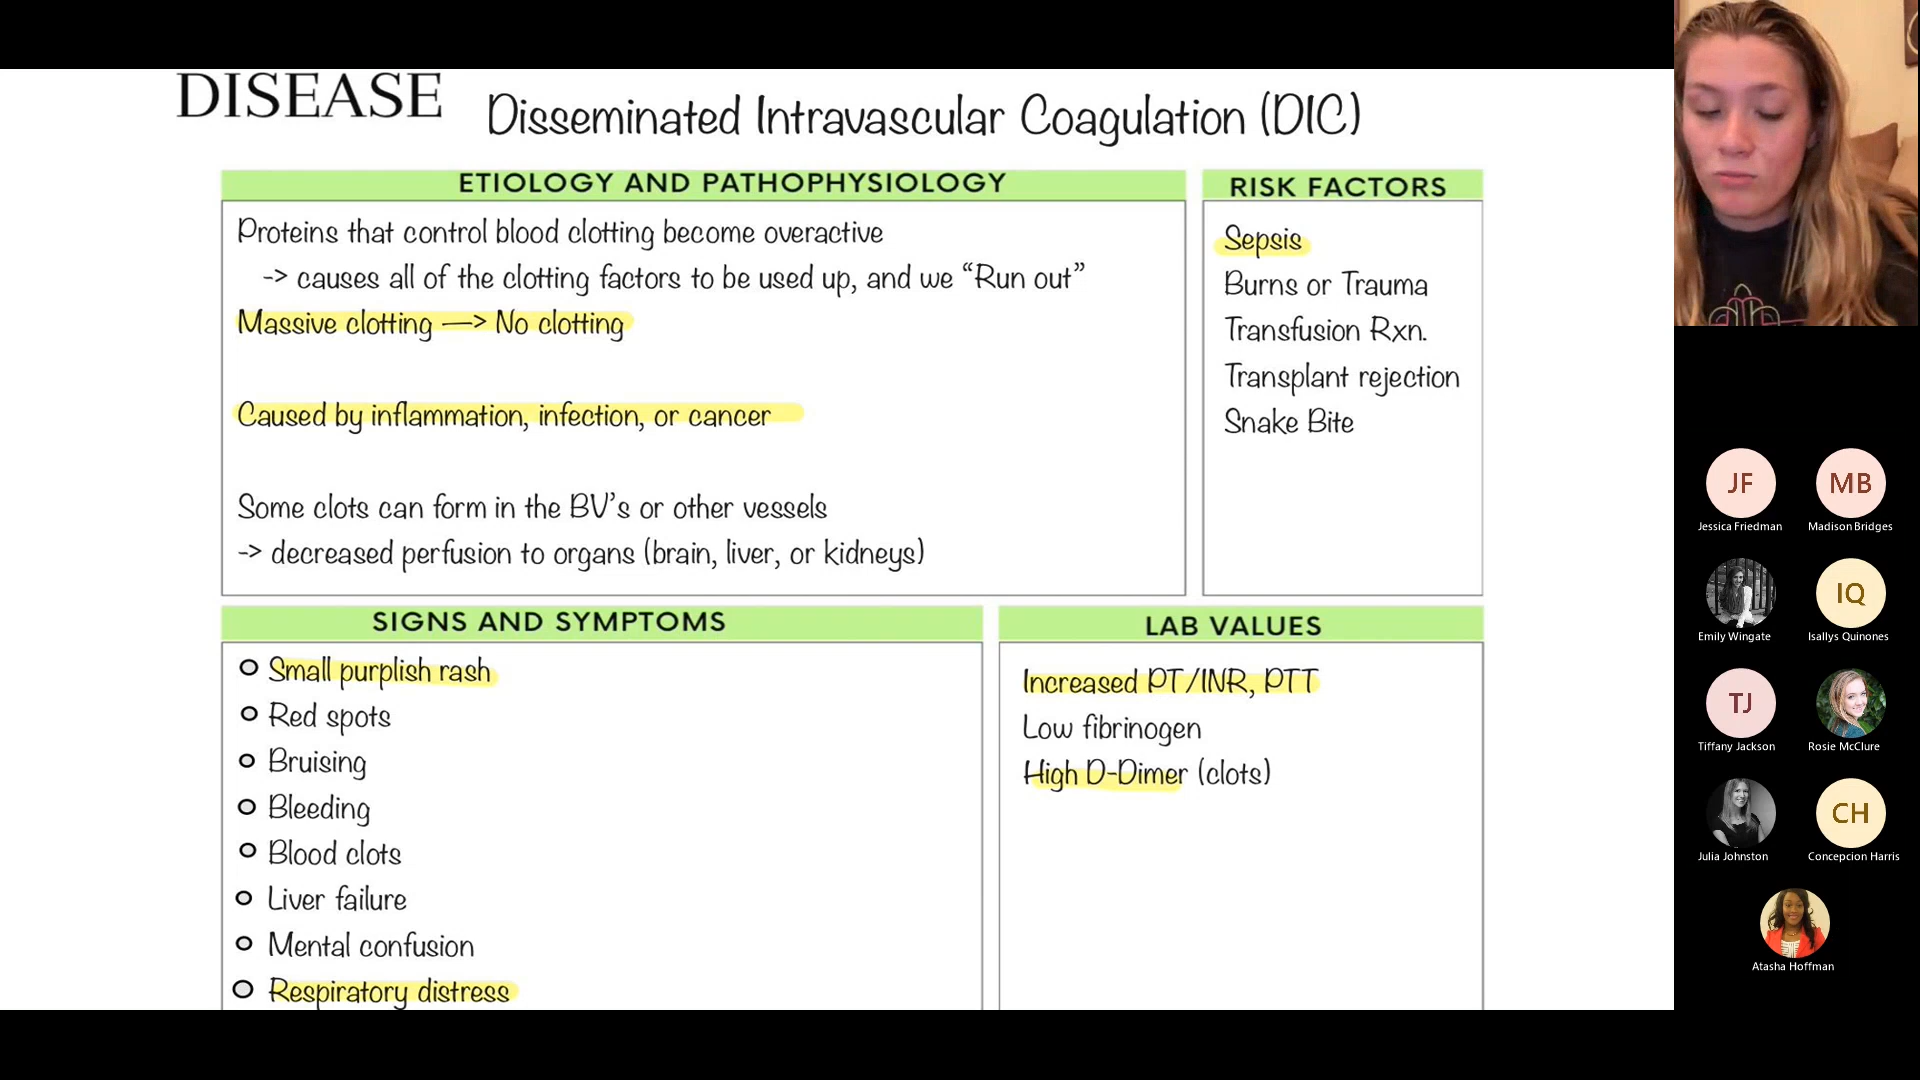 DISEASE
Disseminated Intravascular Coagulation (DIC)
ETIOLOGY AND PATHOPHYSIOLOGY
Proteins that control blood clotting become overactive
-> causes all of the clotting factors to be used up, and we “Run out”
Massive clotting —> No clotting
Caused by inflammation, infection, or cancer
Some clots can form in the BV’s or other vessels
-> decreased perfusion to organs (brain, liver, or kidneys)
RISK FACTORS
Sepsis
Burns or Trauma
Transfusion Rxn.
Transplant rejection
Snake Bite
SIGNS AND SYMPTOMS
Small purplish rash
Red spots
Bruising
Bleeding
Blood clots
Liver failure
Mental confusion
Respiratory distress
LAB VALUES
Increased PT/INR, PTT
Low fibrinogen
High D-Dimer (clots)
JF
Jessica Friedman
MB
Madison Bridges
Emily Wingate
IQ
Isallys Quinones
TJ
Tiffany Jackson
Rosie McClure
Julia Johnston
CH
Concepcion Harris
Atasha Hoffman